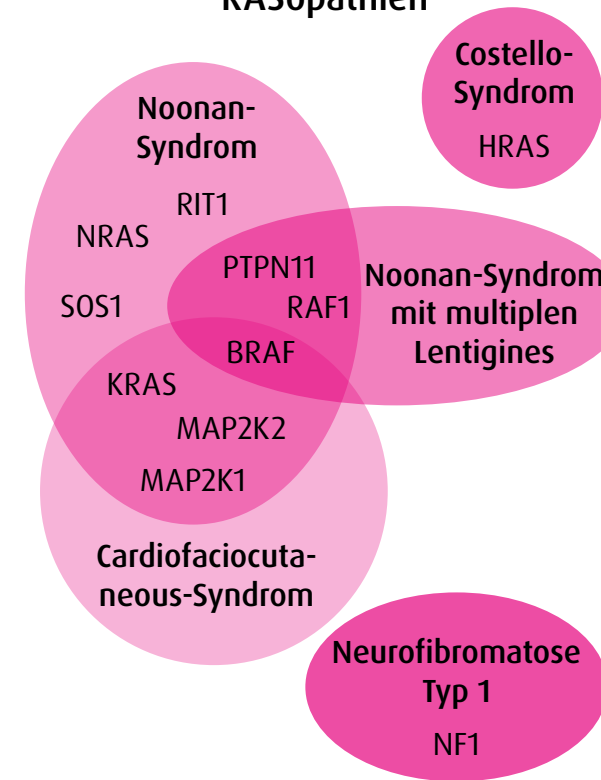 RASopathien
Costello-
Syndrom
HRAS
Noonan-
Syndrom
RIT1
NRAS
PTPN11
SOS1
RAF1
Noonan-Syndrom
mit multiplen
Lentigines
BRAF
KRAS
MAP2K2
MAP2K1
Cardiofaciocuta-
neous-Syndrom
Neurofibromatose
Typ 1
NF1